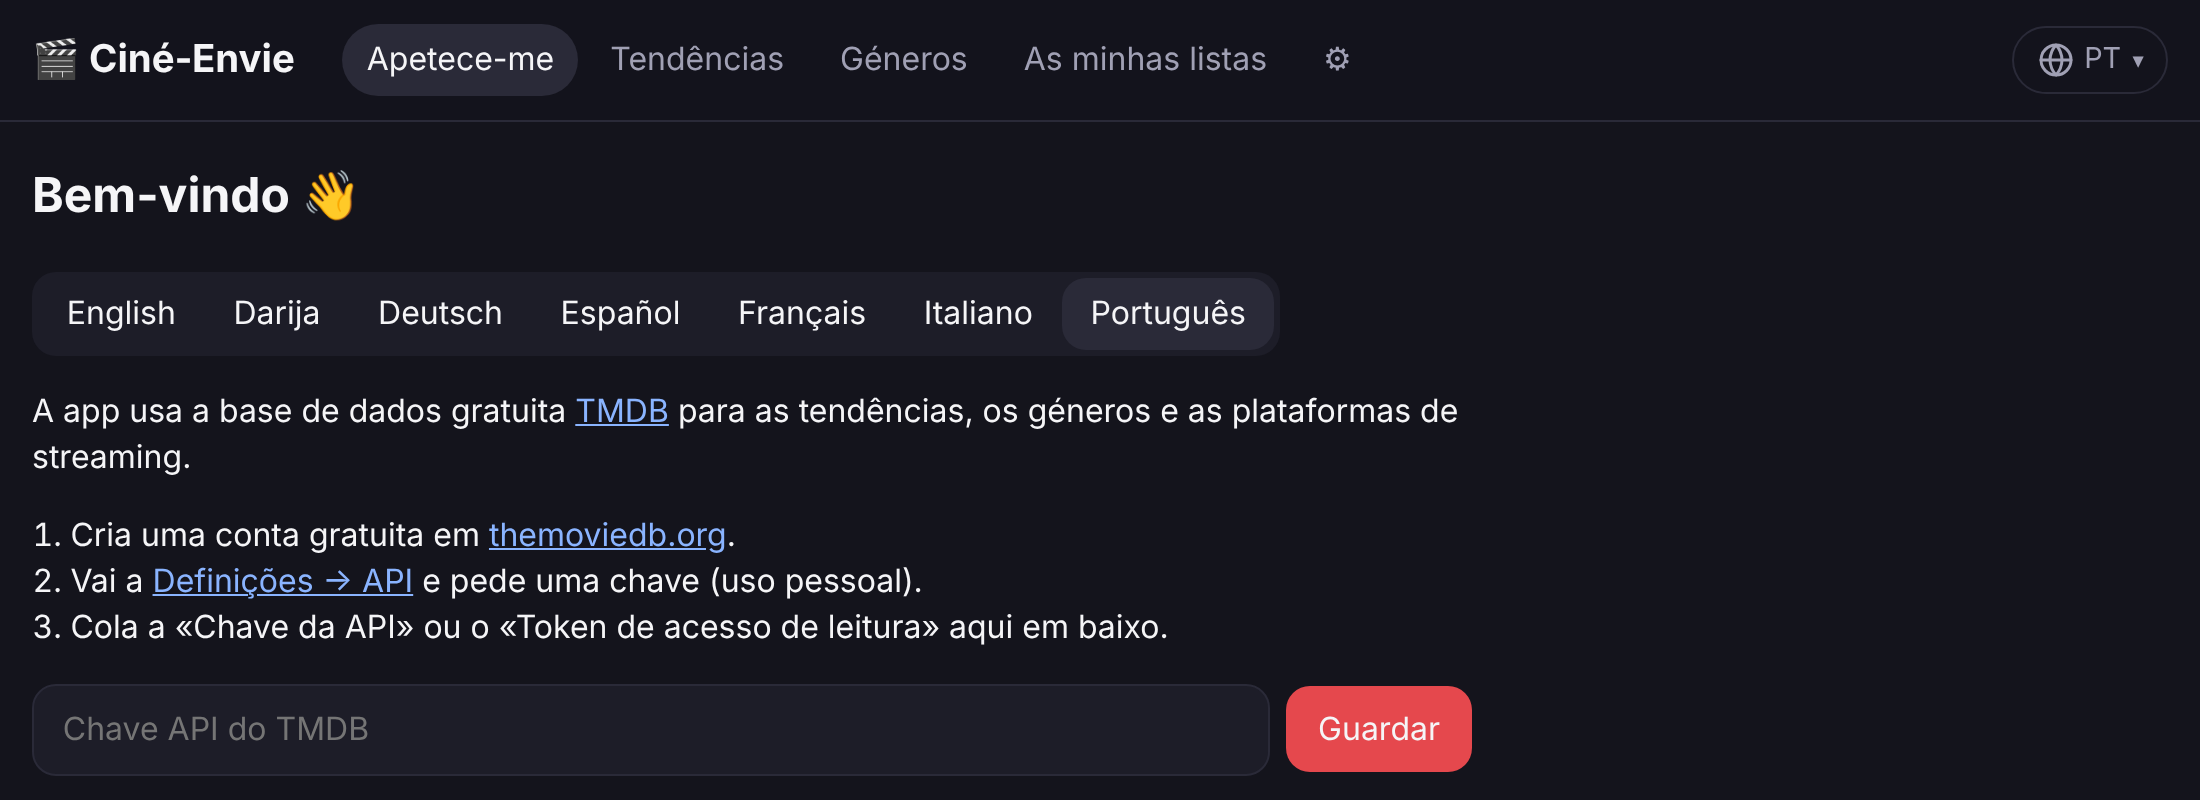 🎬 Ciné-Envie Apetece-me Tendências Géneros As minhas listas ⚙ PT ▾
Bem-vindo 👋
English Darija Deutsch Español Français Italiano Português
A app usa a base de dados gratuita TMDB para as tendências, os géneros e as plataformas de
streaming.
1. Cria uma conta gratuita em themoviedb.org.
2. Vai a Definições → API e pede uma chave (uso pessoal).
3. Cola a «Chave da API» ou o «Token de acesso de leitura» aqui em baixo.
Chave API do TMDB Guardar